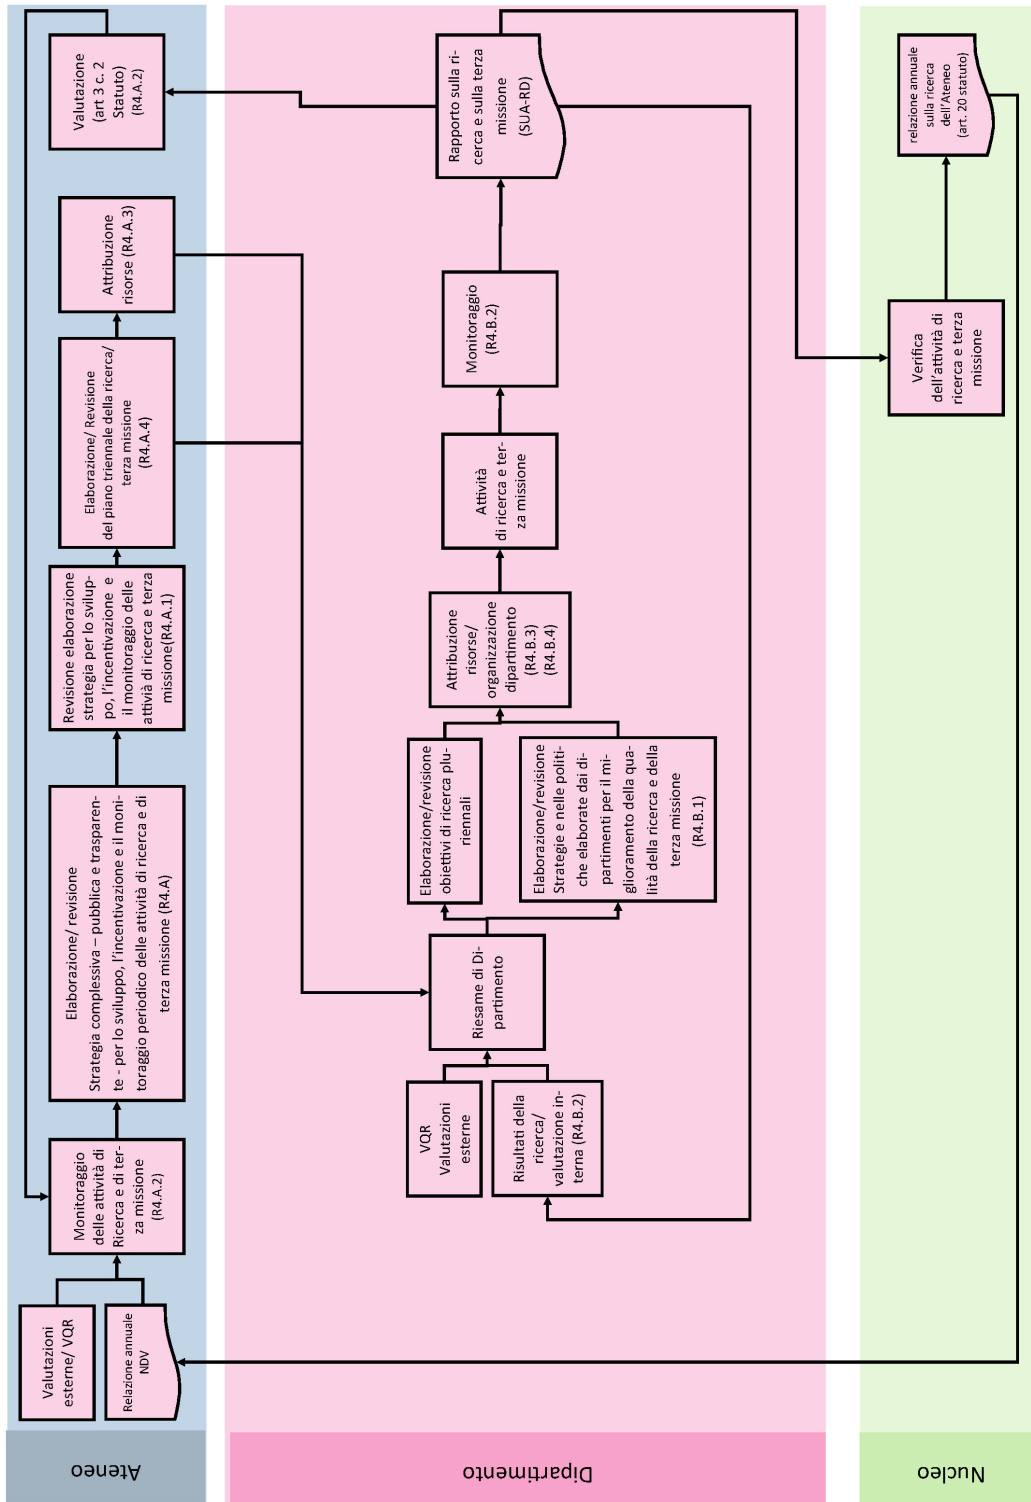 Ateneo
Valutazioni
esterne/ VQR
Relazione annuale
NDV
Monitoraggio
delle attività di
Ricerca e di ter-
za missione
(R4.A.2)
Elaborazione/ revisione
Strategia complessiva – pubblica e trasparen-
te - per lo sviluppo, l'incentivazione e il moni-
toraggio periodico delle attività di ricerca e di
terza missione (R4.A)
Revisione elaborazione
strategia per lo svilup-
po, l'incentivazione e
il monitoraggio delle
attivià di ricerca e terza
missione(R4.A.1)
Elaborazione/ Revisione
del piano triennale della ricerca/
terza missione
(R4.A.4)
Attribuzione
risorse (R4.A.3)
Valutazione
(art 3 c. 2
Statuto)
(R4.A.2)
Dipartimento
VQR
Valutazioni
esterne
Risultati della
ricerca/
valutazione in-
terna (R4.B.2)
Riesame di Di-
partimento
Elaborazione/revisione
obiettivi di ricerca plu-
riennali
Elaborazione/revisione
Strategie e nelle politi-
che elaborate dai di-
partimenti per il mi-
glioramento della qua-
lità della ricerca e della
terza missione
(R4.B.1)
Attribuzione
risorse/
organizzazione
dipartimento
(R4.B.3)
(R4.B.4)
Attività
di ricerca e ter-
za missione
Monitoraggio
(R4.B.2)
Rapporto sulla ri-
cerca e sulla terza
missione
(SUA-RD)
Nucleo
Verifica
dell'attività di
ricerca e terza
missione
relazione annuale
sulla ricerca
dell'Ateneo
(art. 20 statuto)